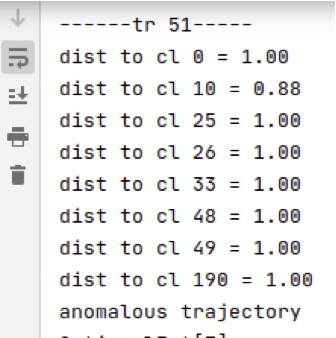 ------tr 51-----
dist to cl 0 = 1.00
dist to cl 10 = 0.88
dist to cl 25 = 1.00
dist to cl 26 = 1.00
dist to cl 33 = 1.00
dist to cl 48 = 1.00
dist to cl 49 = 1.00
dist to cl 190 = 1.00
anomalous trajectory